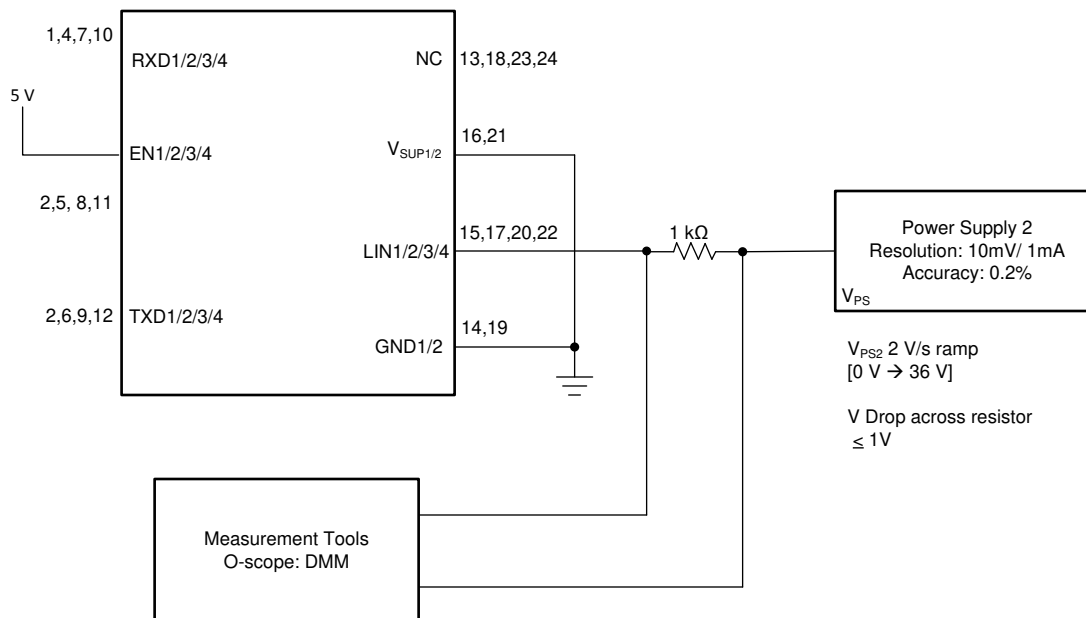 1,4,7,10
RXD1/2/3/4
NC
13,18,23,24
5 V
EN1/2/3/4
16,21
VSUP1/2
2,5, 8,11
15,17,20,22
LIN1/2/3/4
1 kΩ
Power Supply 2
Resolution: 10mV/ 1mA
Accuracy: 0.2%
VPS
2,6,9,12
TXD1/2/3/4
14,19
GND1/2
VPS2 2 V/s ramp
[0 V → 36 V]
V Drop across resistor
≤ 1V
Measurement Tools
O-scope: DMM